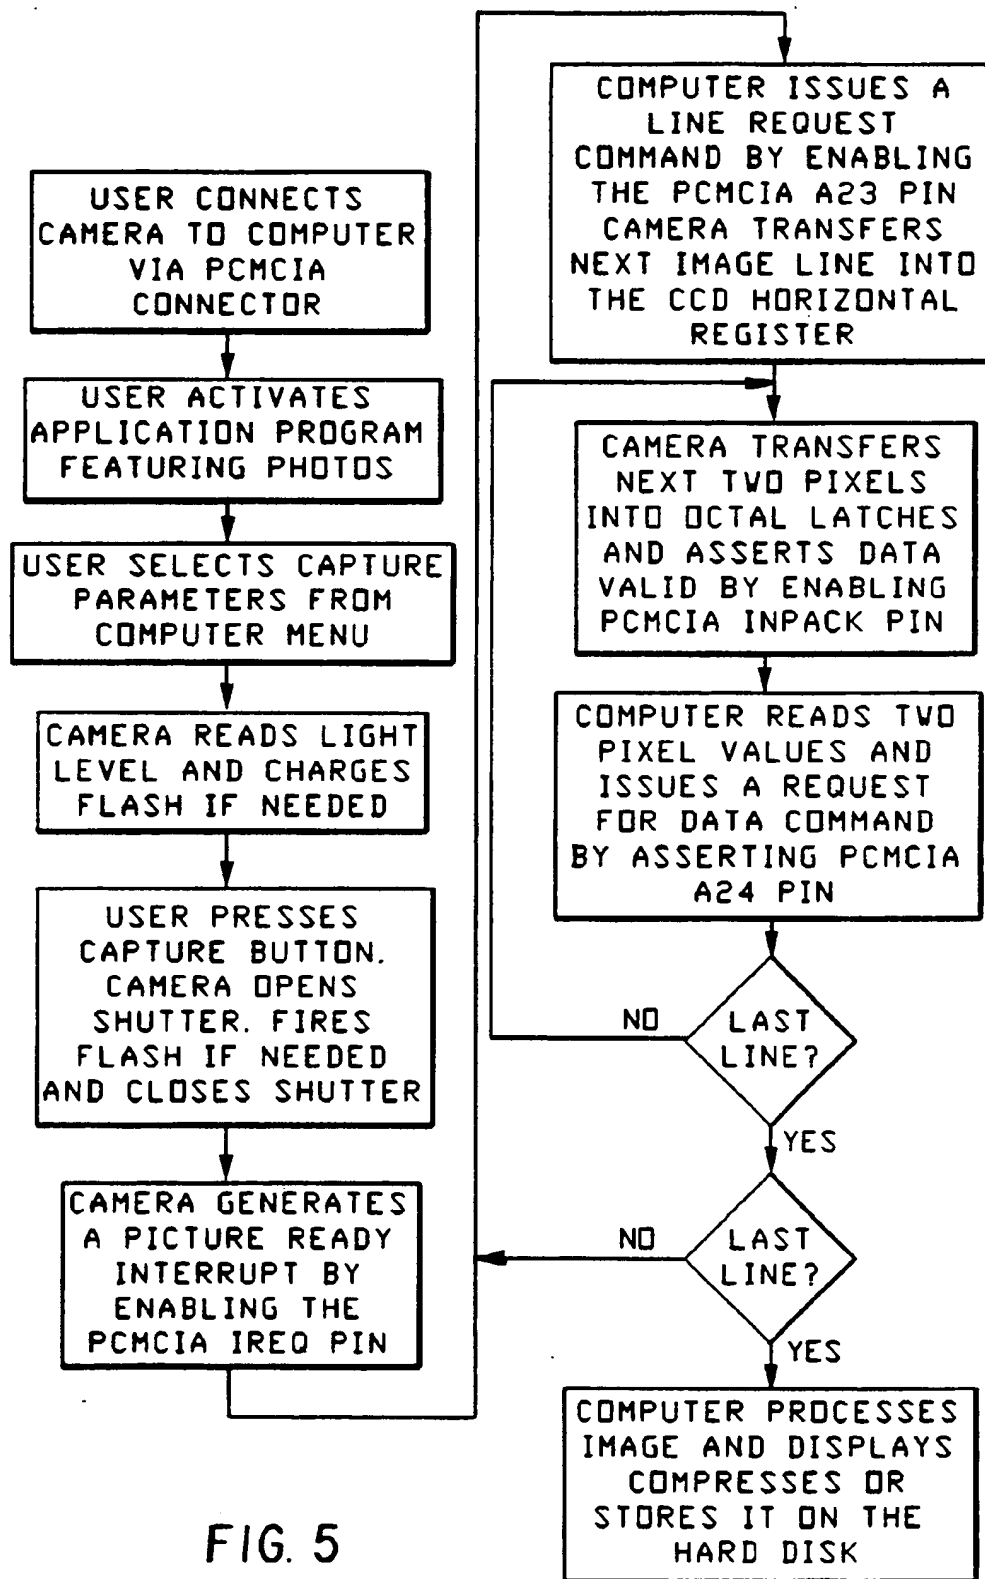 USER CONNECTS
CAMERA TO COMPUTER
VIA PCMCIA
CONNECTOR
USER ACTIVATES
APPLICATION PROGRAM
FEATURING PHOTOS
USER SELECTS CAPTURE
PARAMETERS FROM
COMPUTER MENU
CAMERA READS LIGHT
LEVEL AND CHARGES
FLASH IF NEEDED
USER PRESSES
CAPTURE BUTTON.
CAMERA OPENS
SHUTTER. FIRES
FLASH IF NEEDED
AND CLOSES SHUTTER
CAMERA GENERATES
A PICTURE READY
INTERRUPT BY
ENABLING THE
PCMCIA IREQ PIN
COMPUTER ISSUES A
LINE REQUEST
COMMAND BY ENABLING
THE PCMCIA A23 PIN
CAMERA TRANSFERS
NEXT IMAGE LINE INTO
THE CCD HORIZONTAL
REGISTER
CAMERA TRANSFERS
NEXT TWO PIXELS
INTO OCTAL LATCHES
AND ASSERTS DATA
VALID BY ENABLING
PCMCIA INPACK PIN
COMPUTER READS TWO
PIXEL VALUES AND
ISSUES A REQUEST
FOR DATA COMMAND
BY ASSERTING PCMCIA
A24 PIN
LAST
LINE?
NO
YES
LAST
LINE?
NO
YES
COMPUTER PROCESSES
IMAGE AND DISPLAYS
COMPRESSES OR
STORES IT ON THE
HARD DISK
FIG. 5